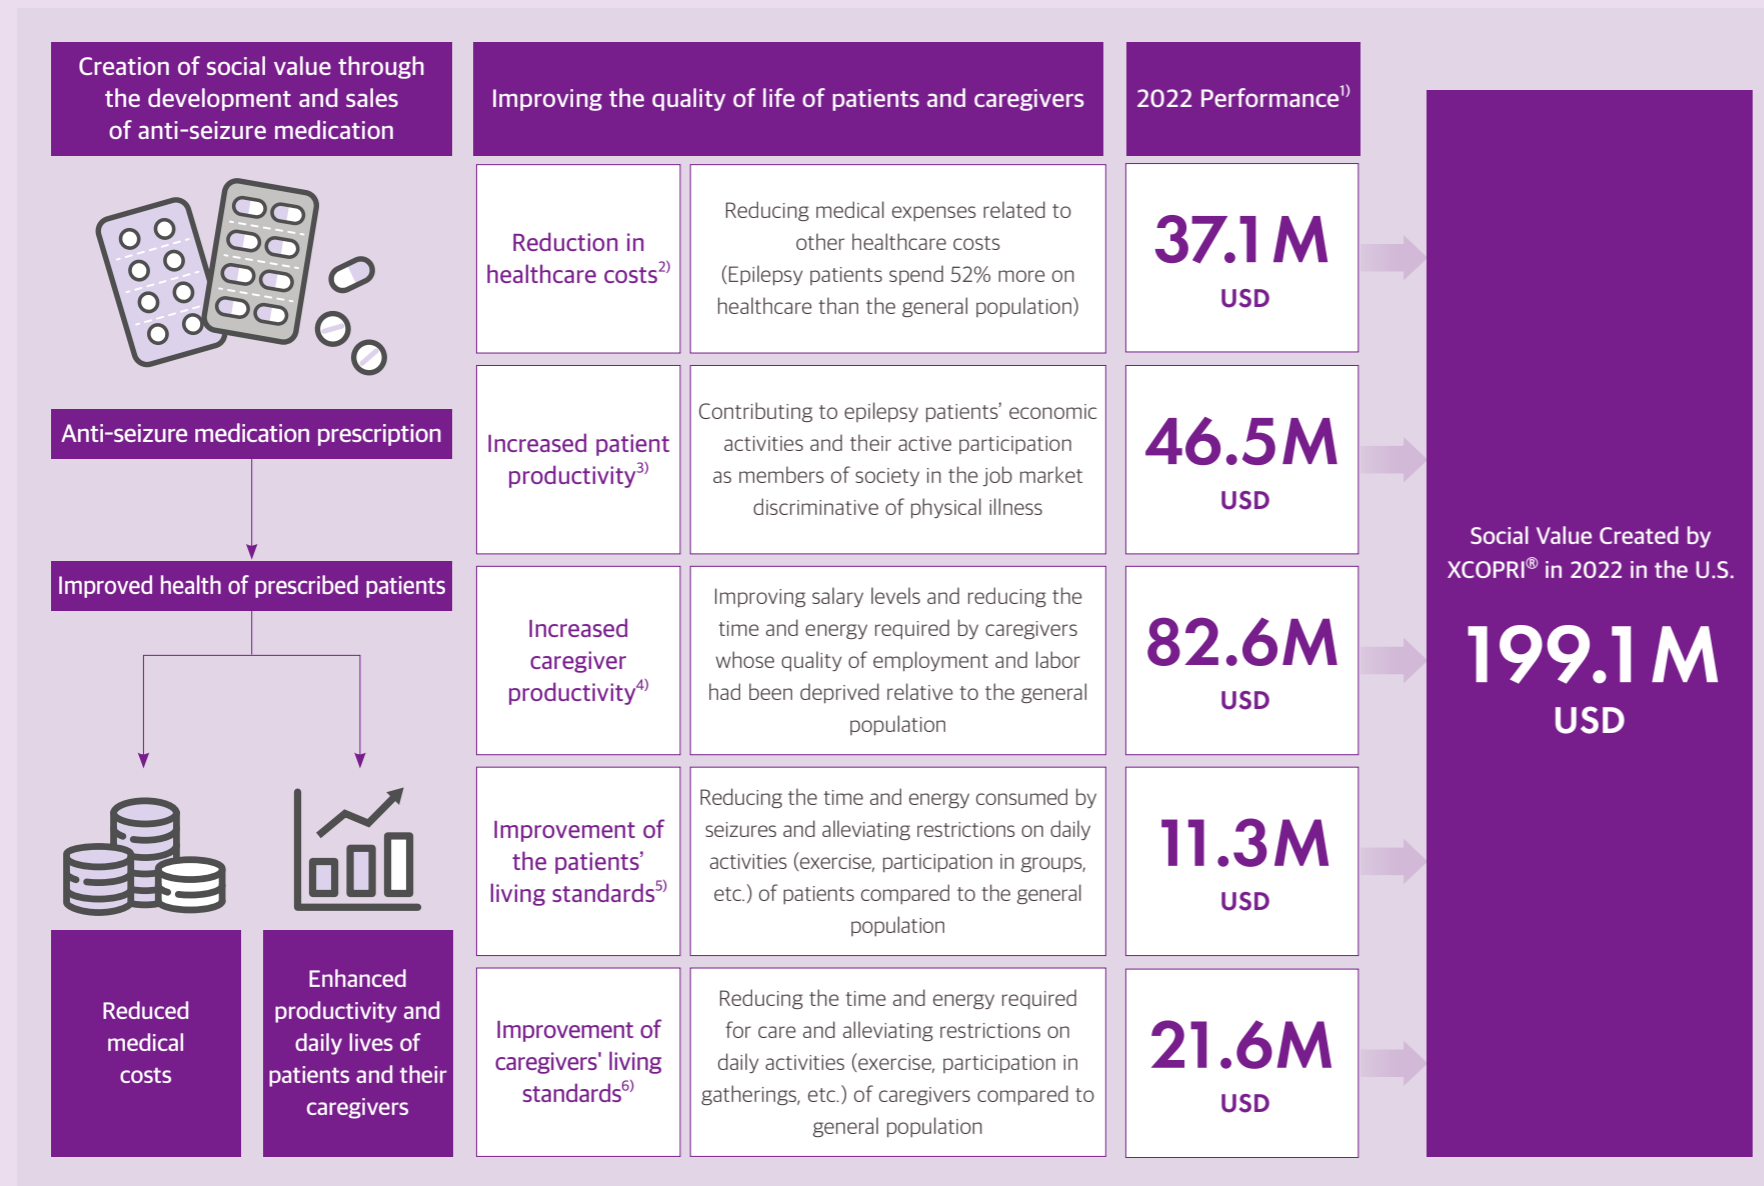 Creation of social value through
the development and sales
of anti-seizure medication
Anti-seizure medication prescription
Improved health of prescribed patients
Reduced
medical
costs
Enhanced
productivity and
daily lives of
patients and their
caregivers
Improving the quality of life of patients and caregivers
2022 Performance1)
Reduction in
healthcare costs2)
Reducing medical expenses related to
other healthcare costs
(Epilepsy patients spend 52% more on
healthcare than the general population)
37.1 M
USD
Increased patient
productivity3)
Contributing to epilepsy patients’ economic
activities and their active participation
as members of society in the job market
discriminative of physical illness
46.5M
USD
Increased
caregiver
productivity4)
Improving salary levels and reducing the
time and energy required by caregivers
whose quality of employment and labor
had been deprived relative to the general
population
82.6M
USD
Improvement of
the patients’
living standards5)
Reducing the time and energy consumed by
seizures and alleviating restrictions on daily
activities (exercise, participation in groups,
etc.) of patients compared to the general
population
11.3M
USD
Improvement of
caregivers' living
standards6)
Reducing the time and energy required
for care and alleviating restrictions on
daily activities (exercise, participation in
gatherings, etc.) of caregivers compared to
general population
21.6M
USD
Social Value Created by
XCOPRI® in 2022 in the U.S.
199.1 M
USD